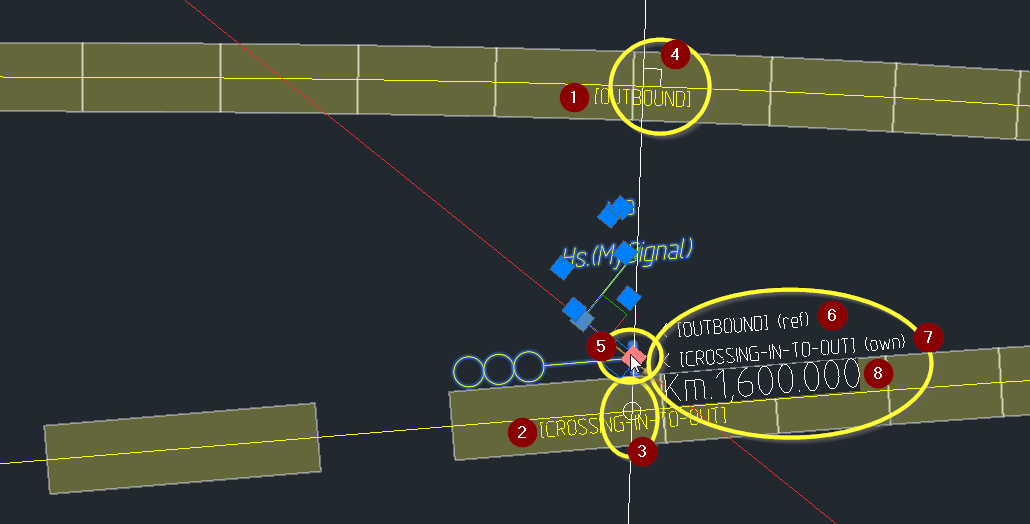 4
1 [OUTBOUND]
Hs.(MySignal)
[OUTBOUND] (ref) 6
5 < [CROSSING-IN-TO-OUT] (own) 7
Km.1,600.000 8
2 [CROSSING-IN-TO-OUT]
3